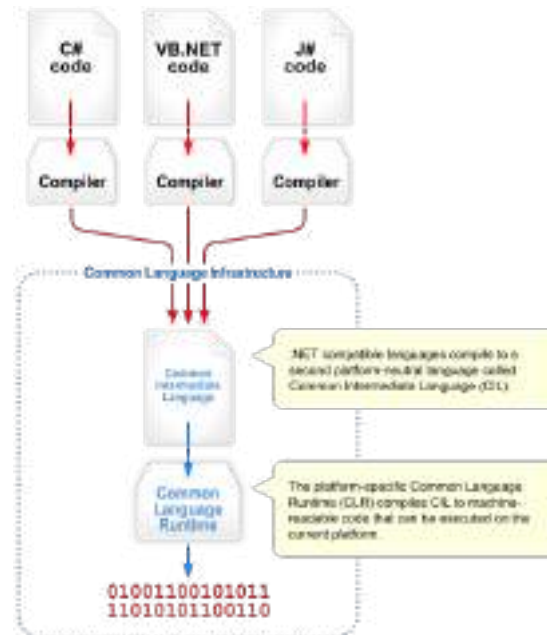 C#
code
VB.NET
code
J#
code
Compiler
Compiler
Compiler
Common Language Infrastructure
Common
Intermediate
Language
.NET compatible languages compile to a
second platform-neutral language called
Common Intermediate Language (CIL)
Common
Language
Runtime
The platform-specific Common Language
Runtime (CLR) compiles CIL to machine-
readable code that can be executed on the
current platform.
01001100101011
11010101100110